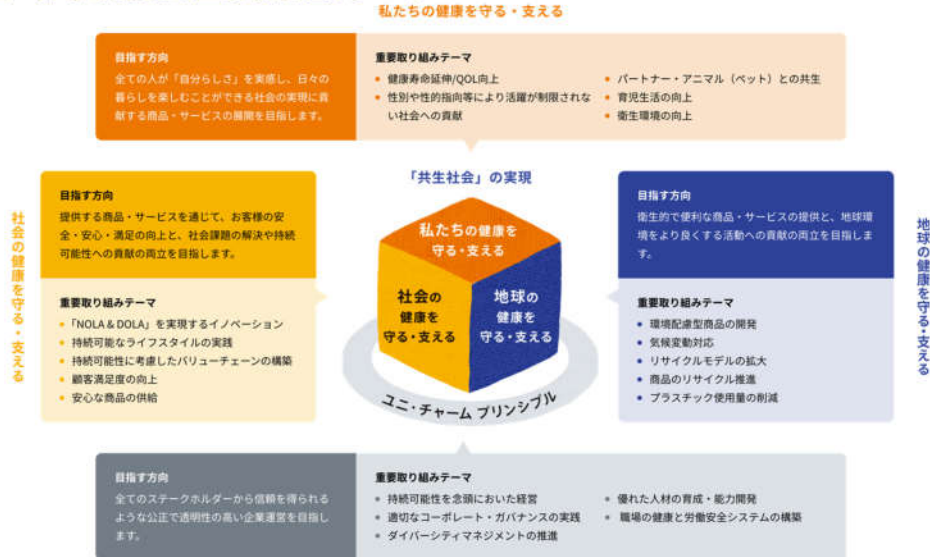 私たちの健康を守る・支える
目指す方向
全ての人が「自分らしさ」を実感し、日々の
暮らしを楽しむことができる社会の実現に貢
献する商品・サービスの展開を目指します。
重要取り組みテーマ
• 健康寿命延伸/QOL向上
• 性別や性的指向等により活躍が制限されな
い社会への貢献
• パートナー・アニマル（ペット）との共生
• 育児生活の向上
• 衛生環境の向上
社会の健康を守る・支える
目指す方向
提供する商品・サービスを通じて、お客様の安
全・安心・満足の向上と、社会課題の解決や持続
可能性への貢献の両立を目指します。
重要取り組みテーマ
• 「NOLA & DOLA」を実現するイノベーション
• 持続可能なライフスタイルの実践
• 持続可能性に考慮したバリューチェーンの構築
• 顧客満足度の向上
• 安心な商品の供給
「共生社会」の実現
私たちの健康を
守る・支える
社会の
健康を
守る・支える
地球の
健康を
守る・支える
ユニ・チャーム プリンシプル
目指す方向
衛生的で便利な商品・サービスの提供と、地球環
境をより良くする活動への貢献の両立を目指しま
す。
重要取り組みテーマ
• 環境配慮型商品の開発
• 気候変動対応
• リサイクルモデルの拡大
• 商品のリサイクル推進
• プラスチック使用量の削減
地球の健康を守る・支える
目指す方向
全てのステークホルダーから信頼を得られる
ような公正で透明性の高い企業運営を目指し
ます。
重要取り組みテーマ
• 持続可能性を念頭においた経営
• 適切なコーポレート・ガバナンスの実践
• ダイバーシティマネジメントの推進
• 優れた人材の育成・能力開発
• 職場の健康と労働安全システムの構築